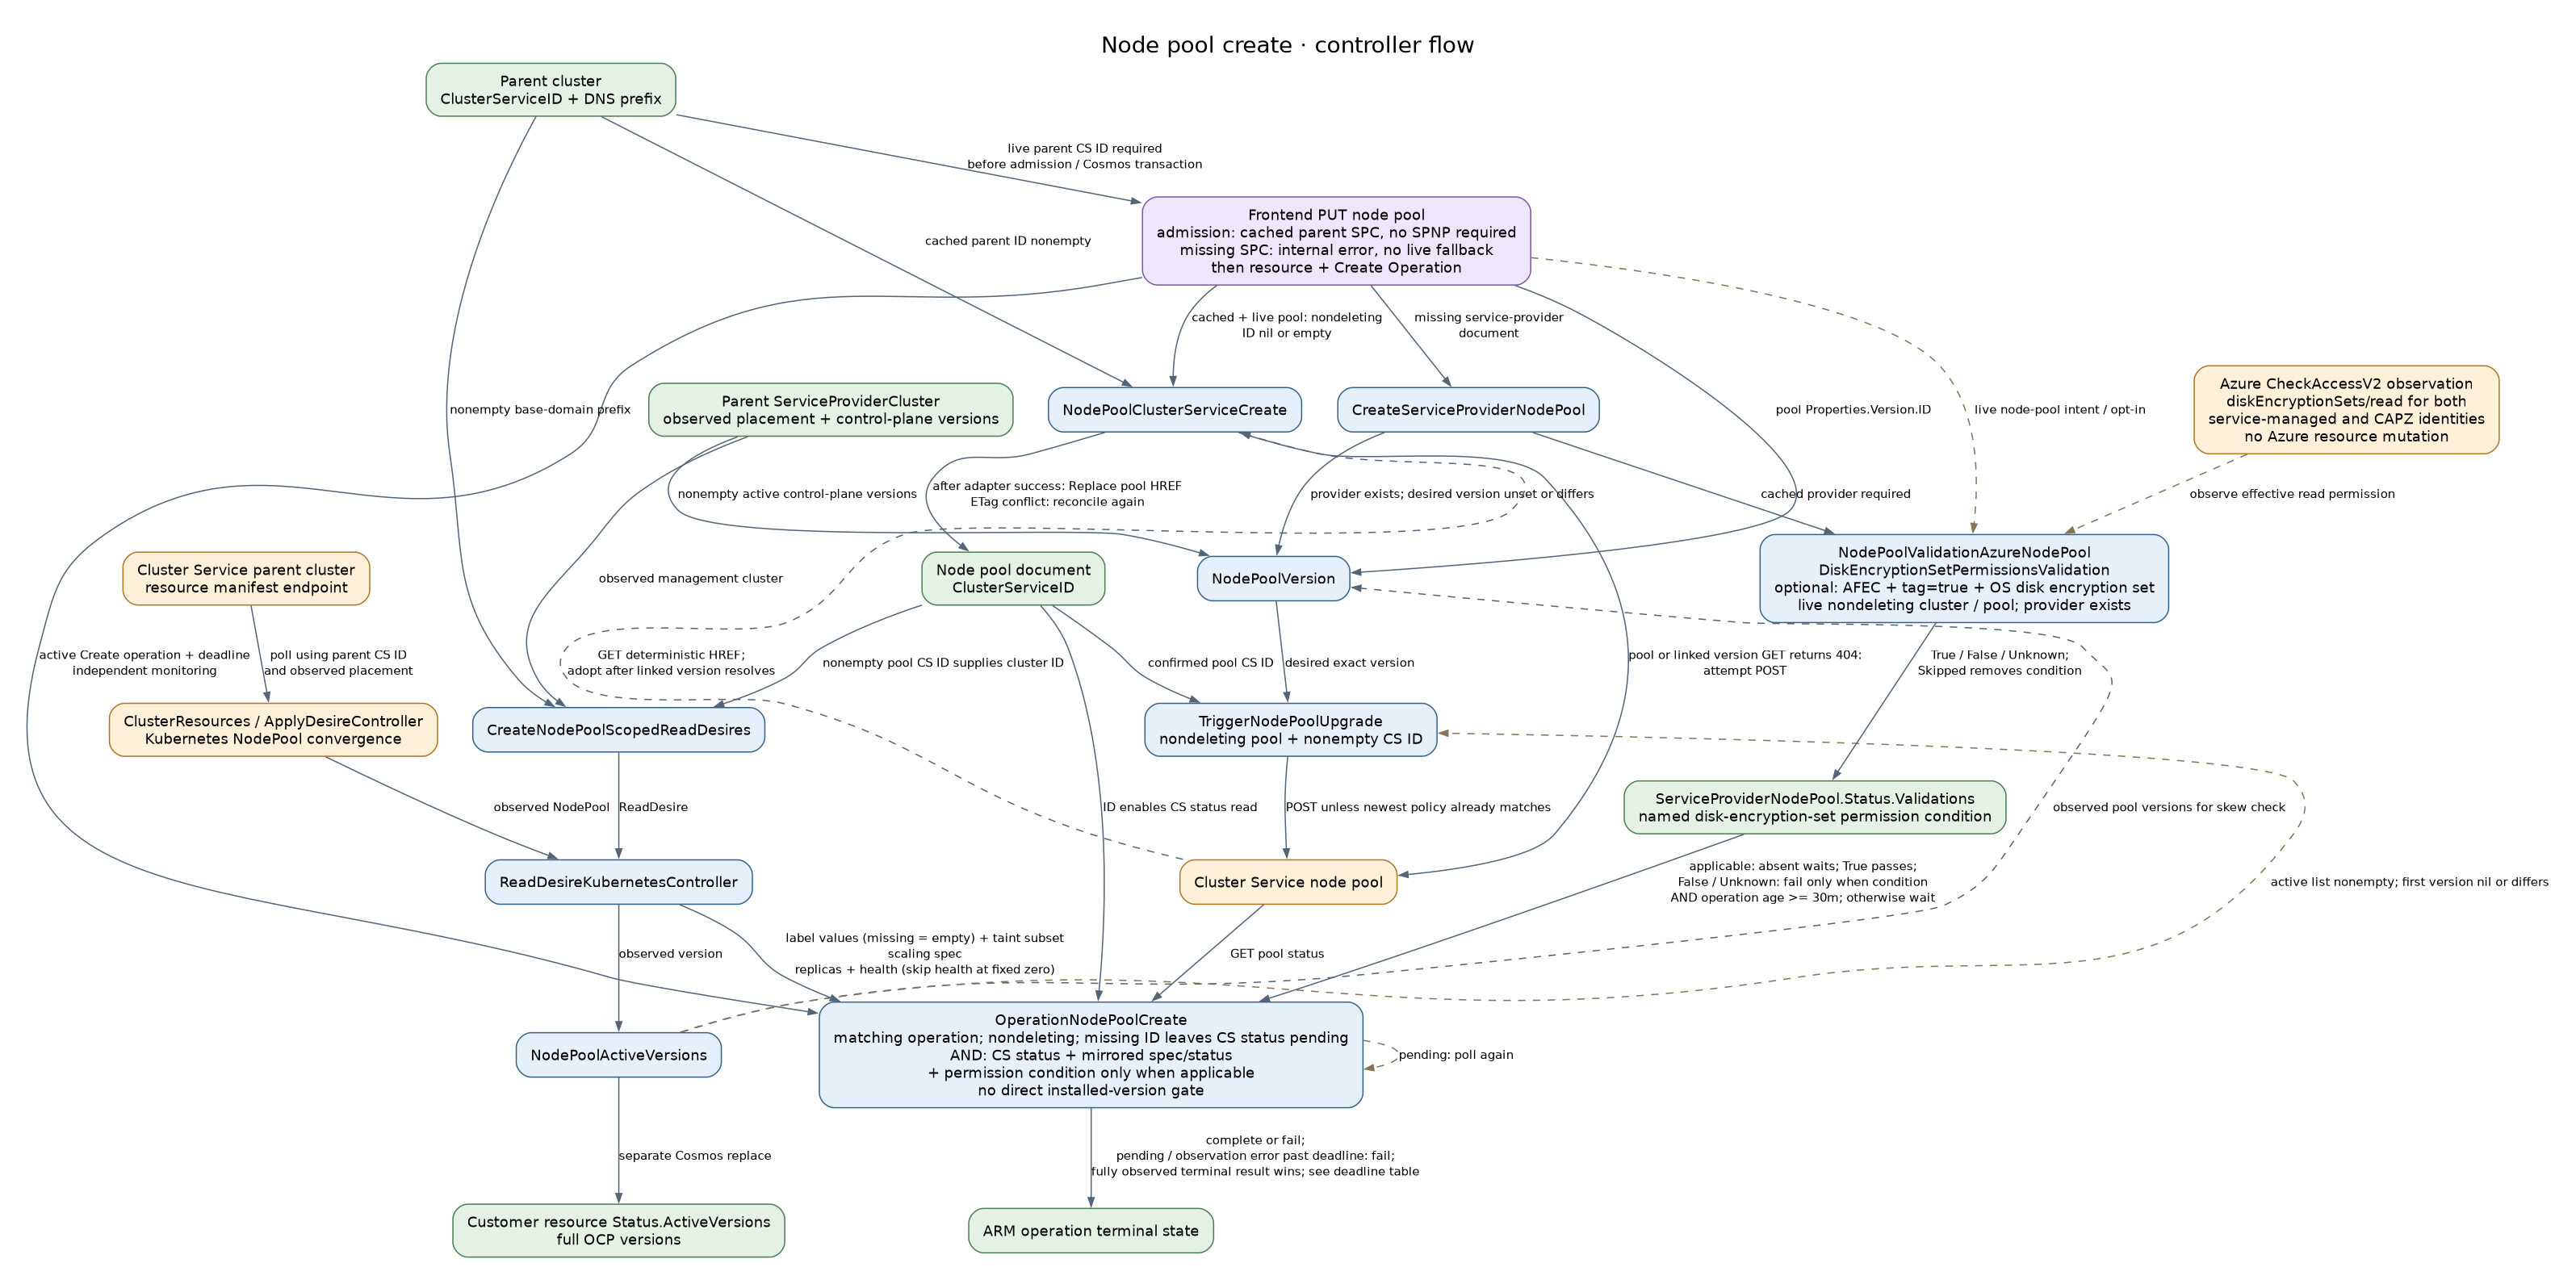 Node pool create · controller flow
Parent cluster
ClusterServiceID + DNS prefix
live parent CS ID required
before admission / Cosmos transaction
Frontend PUT node pool
admission: cached parent SPC, no SPNP required
missing SPC: internal error, no live fallback
then resource + Create Operation
cached parent ID nonempty
cached + live pool: nondeleting
ID nil or empty
missing service-provider
document
nonempty base-domain prefix
Parent ServiceProviderCluster
observed placement + control-plane versions
NodePoolClusterServiceCreate
CreateServiceProviderNodePool
pool Properties.Version.ID
live node-pool intent / opt-in
Azure CheckAccessV2 observation
diskEncryptionSets/read for both
service-managed and CAPZ identities
no Azure resource mutation
nonempty active control-plane versions
after adapter success: Replace pool HREF
ETag conflict: reconcile again
provider exists; desired version unset or differs
cached provider required
observe effective read permission
Cluster Service parent cluster
resource manifest endpoint
observed management cluster
Node pool document
ClusterServiceID
NodePoolVersion
NodePoolValidationAzureNodePool
DiskEncryptionSetPermissionsValidation
optional: AFEC + tag=true + OS disk encryption set
live nondeleting cluster / pool; provider exists
active Create operation + deadline
independent monitoring
poll using parent CS ID
and observed placement
GET deterministic HREF;
adopt after linked version resolves
nonempty pool CS ID supplies cluster ID
confirmed pool CS ID
desired exact version
pool or linked version GET returns 404:
attempt POST
True / False / Unknown;
Skipped removes condition
ClusterResources / ApplyDesireController
Kubernetes NodePool convergence
CreateNodePoolScopedReadDesires
TriggerNodePoolUpgrade
nondeleting pool + nonempty CS ID
observed NodePool
ReadDesire
ID enables CS status read
POST unless newest policy already matches
ServiceProviderNodePool.Status.Validations
named disk-encryption-set permission condition
observed pool versions for skew check
ReadDesireKubernetesController
Cluster Service node pool
applicable: absent waits; True passes;
False / Unknown: fail only when condition
AND operation age >= 30m; otherwise wait
active list nonempty; first version nil or differs
observed version
label values (missing = empty) + taint subset
scaling spec
replicas + health (skip health at fixed zero)
GET pool status
NodePoolActiveVersions
OperationNodePoolCreate
matching operation; nondeleting; missing ID leaves CS status pending
AND: CS status + mirrored spec/status
+ permission condition only when applicable
no direct installed-version gate
pending: poll again
separate Cosmos replace
complete or fail;
pending / observation error past deadline: fail;
fully observed terminal result wins; see deadline table
Customer resource Status.ActiveVersions
full OCP versions
ARM operation terminal state